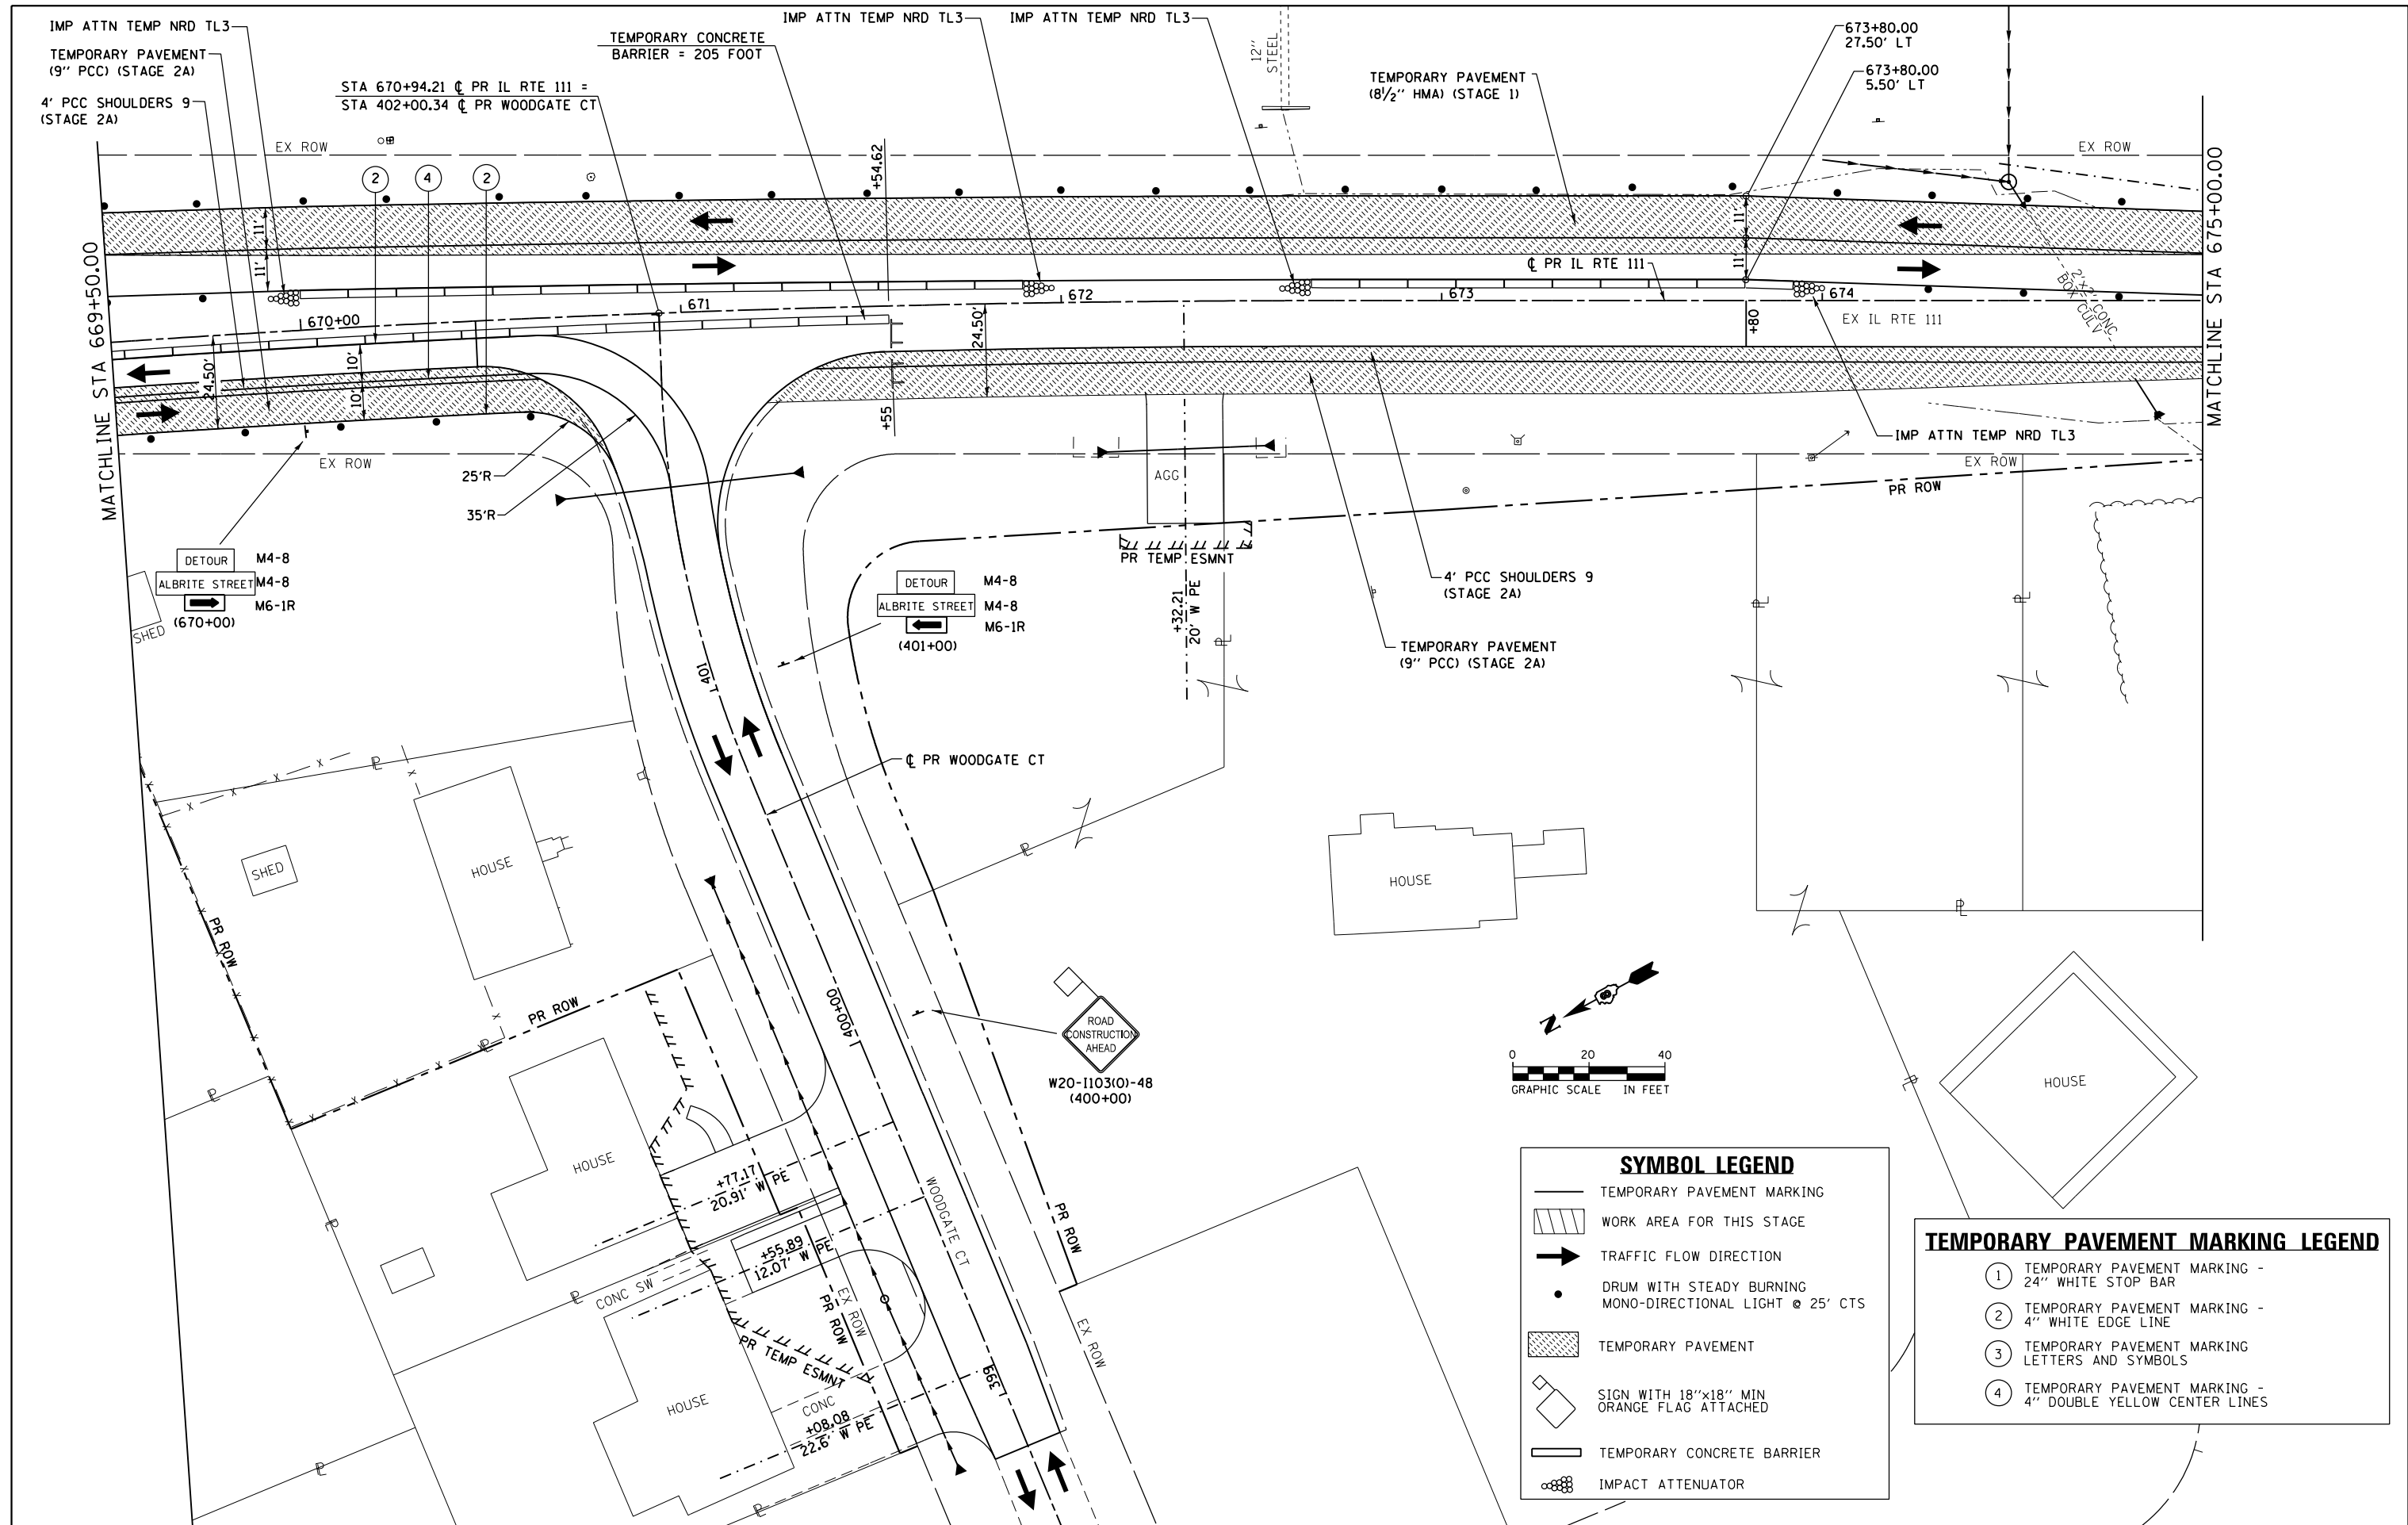 IMP ATTN TEMP NRD TL3
TEMPORARY PAVEMENT
(9'' PCC) (STAGE 2A)
4' PCC SHOULDERS 9
(STAGE 2A)
STA 670+94.21 ℄ PR IL RTE 111 =
STA 402+00.34 ℄ PR WOODGATE CT
TEMPORARY CONCRETE
BARRIER = 205 FOOT
IMP ATTN TEMP NRD TL3
IMP ATTN TEMP NRD TL3
12''
STEEL
TEMPORARY PAVEMENT
(8½'' HMA) (STAGE 1)
673+80.00
27.50' LT
673+80.00
5.50' LT
EX ROW
EX ROW
2
4
2
+54.62
11'
11'
11'
11'
MATCHLINE STA 669+50.00
MATCHLINE STA 675+00.00
670+00
671
672
673
674
℄ PR IL RTE 111
EX IL RTE 111
2'x2' CONC
BOX CULV
24.50'
10'
10'
24.50'
+55
+80
EX ROW
25'R
35'R
AGG
IMP ATTN TEMP NRD TL3
EX ROW
PR ROW
DETOUR M4-8
ALBRITE STREET M4-8
M6-1R
(670+00)
SHED
DETOUR M4-8
ALBRITE STREET M4-8
M6-1R
(401+00)
PR TEMP ESMNT
+32.21
20' W PE
4' PCC SHOULDERS 9
(STAGE 2A)
TEMPORARY PAVEMENT
(9'' PCC) (STAGE 2A)
401
℄ PR WOODGATE CT
SHED
HOUSE
HOUSE
PR ROW
PR ROW
400+00
ROAD
CONSTRUCTION
AHEAD
W20-I103(0)-48
(400+00)
N
0 20 40
GRAPHIC SCALE IN FEET
HOUSE
HOUSE
+77.17
20.91' W PE
WOODGATE CT
PR ROW
+55.89
12.07' W PE
CONC SW
EX ROW
PR ROW
EX ROW
PR TEMP ESMNT
399
HOUSE
CONC
+08.08
22.6' W PE
SYMBOL LEGEND
TEMPORARY PAVEMENT MARKING
WORK AREA FOR THIS STAGE
TRAFFIC FLOW DIRECTION
DRUM WITH STEADY BURNING
MONO-DIRECTIONAL LIGHT @ 25' CTS
TEMPORARY PAVEMENT
SIGN WITH 18''x18'' MIN
ORANGE FLAG ATTACHED
TEMPORARY CONCRETE BARRIER
IMPACT ATTENUATOR
TEMPORARY PAVEMENT MARKING LEGEND
1 TEMPORARY PAVEMENT MARKING -
24'' WHITE STOP BAR
2 TEMPORARY PAVEMENT MARKING -
4'' WHITE EDGE LINE
3 TEMPORARY PAVEMENT MARKING
LETTERS AND SYMBOLS
4 TEMPORARY PAVEMENT MARKING -
4'' DOUBLE YELLOW CENTER LINES